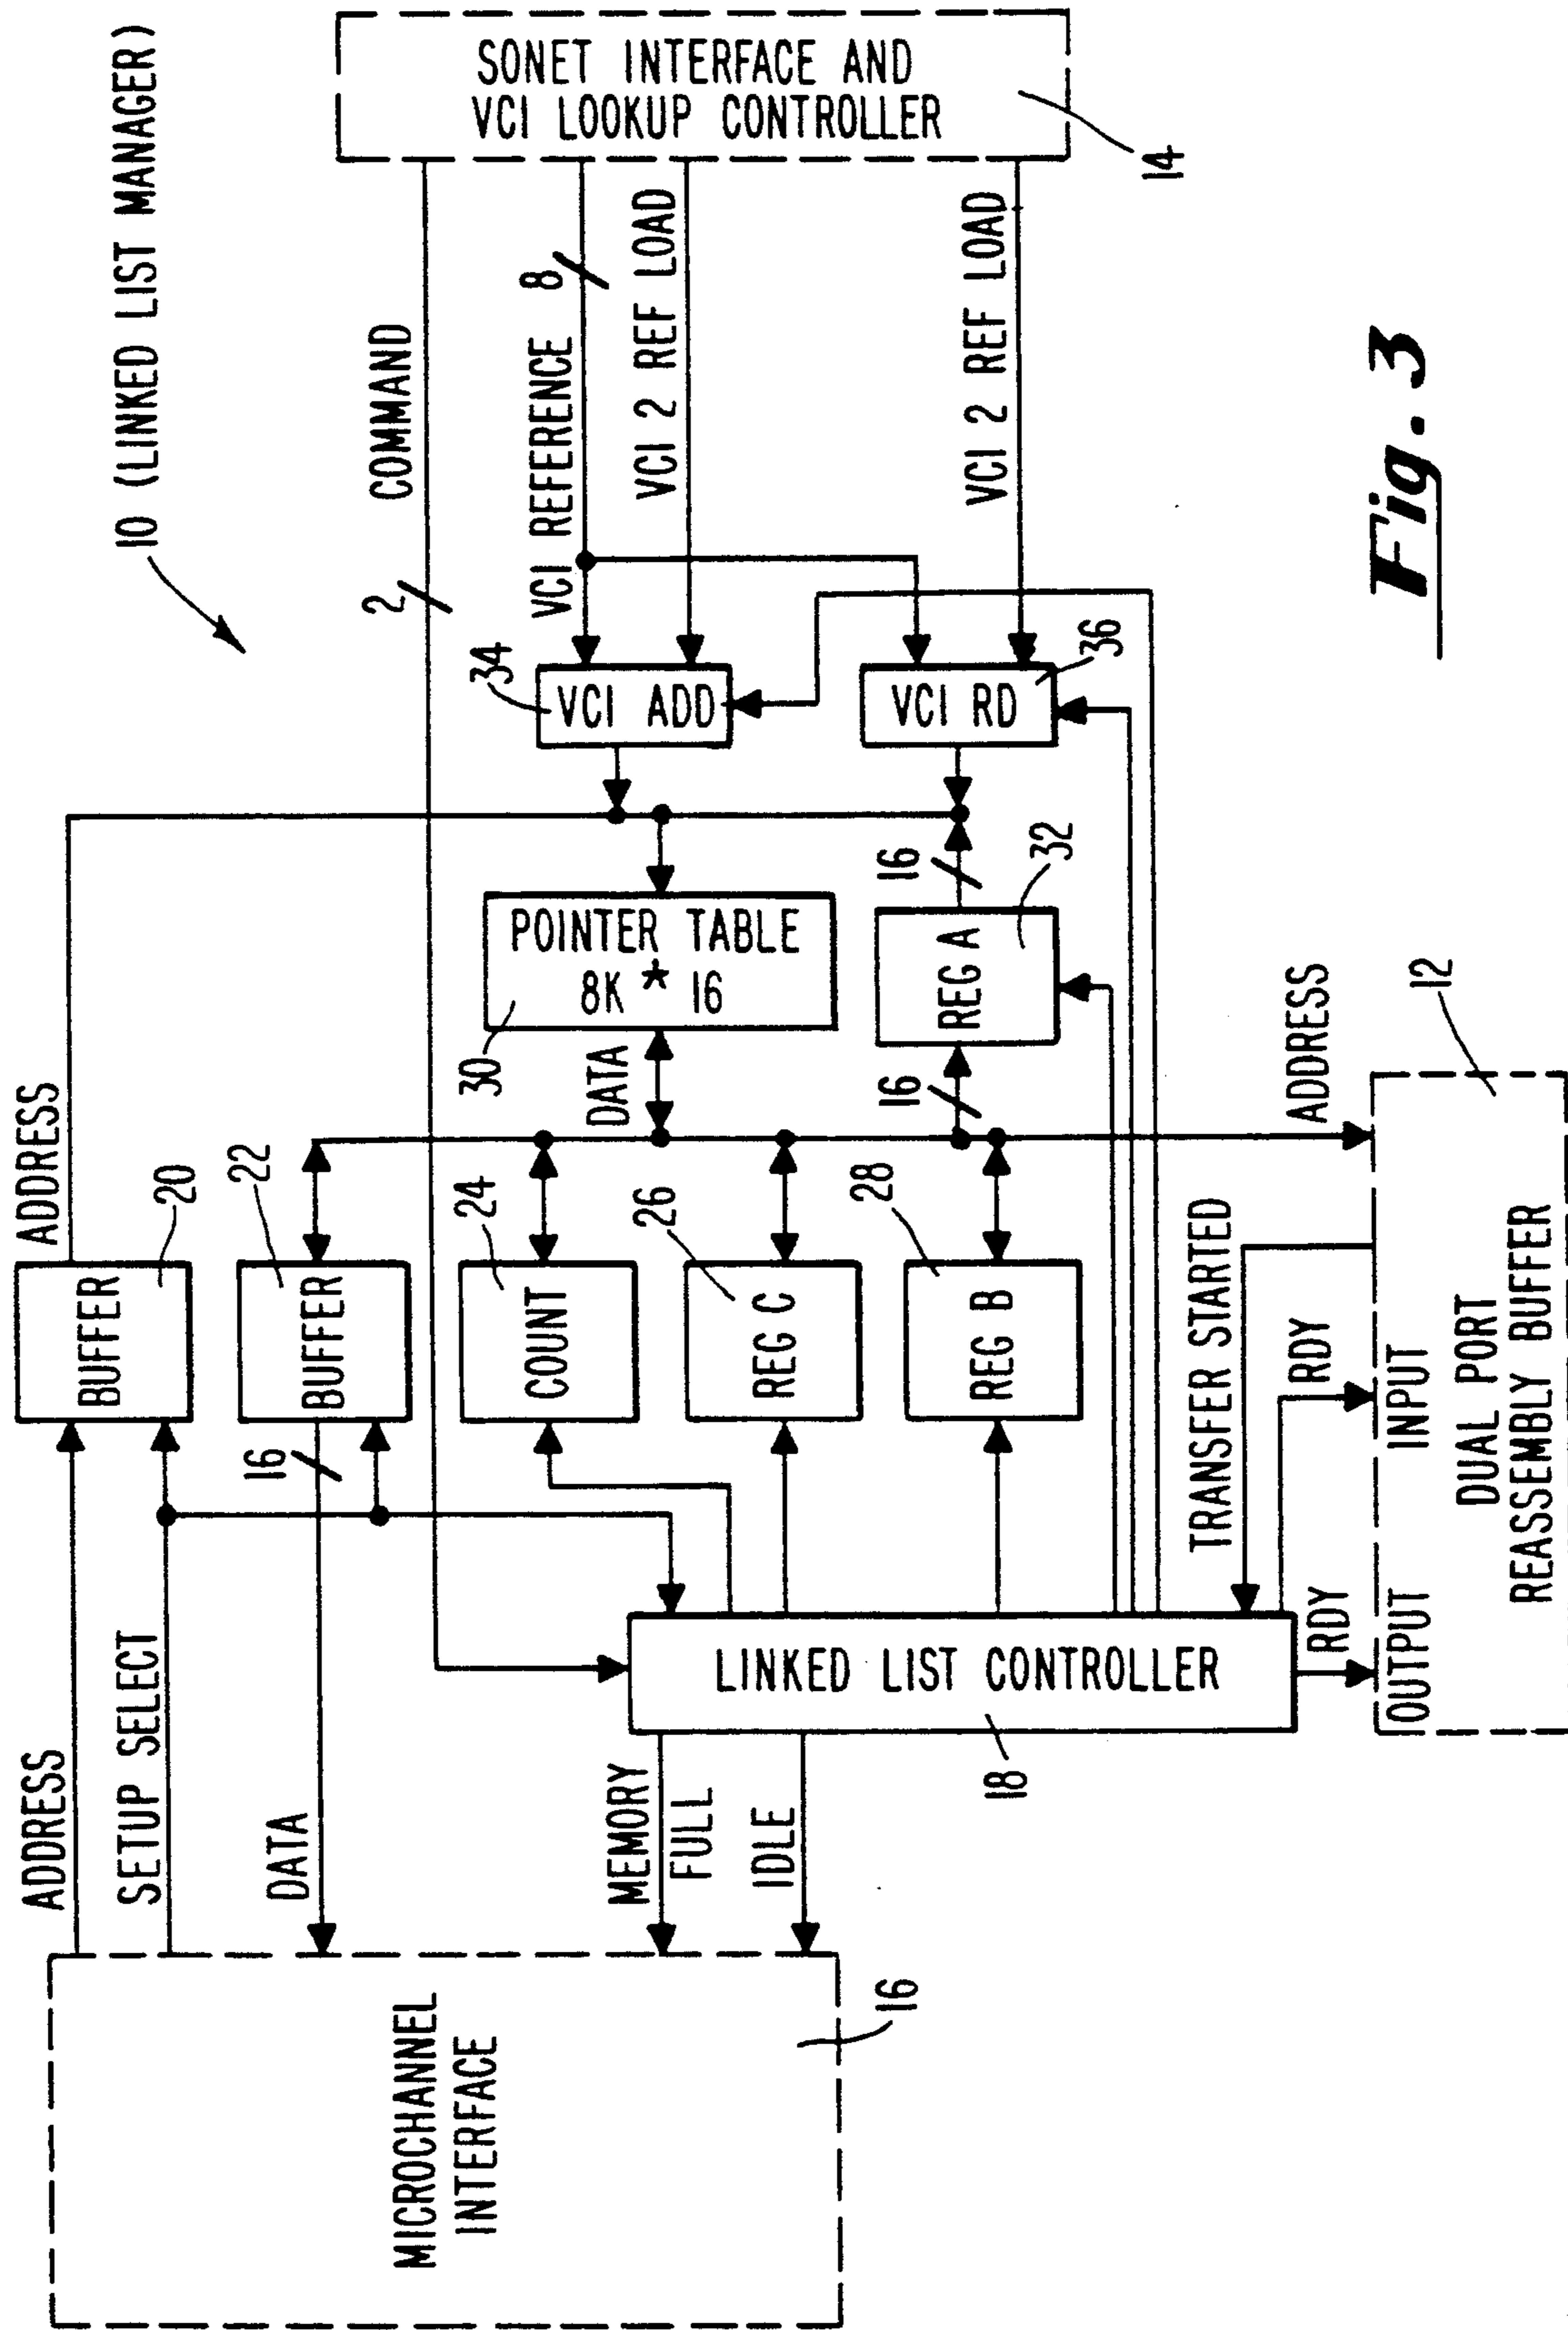 10 (LINKED LIST MANAGER)
SONET INTERFACE AND
VCI LOOKUP CONTROLLER
14
COMMAND
2
VCI REFERENCE
8
VCI 2 REF LOAD
VCI 2 REF LOAD
34
VCI ADD
VCI RD
36
POINTER TABLE
8K * 16
30
DATA
16
REG A
32
16
ADDRESS
BUFFER
20
BUFFER
22
16
COUNT
24
REG C
26
REG B
28
ADDRESS
ADDRESS
SETUP SELECT
DATA
MEMORY
FULL
IDLE
MICROCHANNEL
INTERFACE
16
LINKED LIST CONTROLLER
18
TRANSFER STARTED
RDY
RDY
INPUT
OUTPUT
DUAL PORT
REASSEMBLY BUFFER
12
Fig. 3